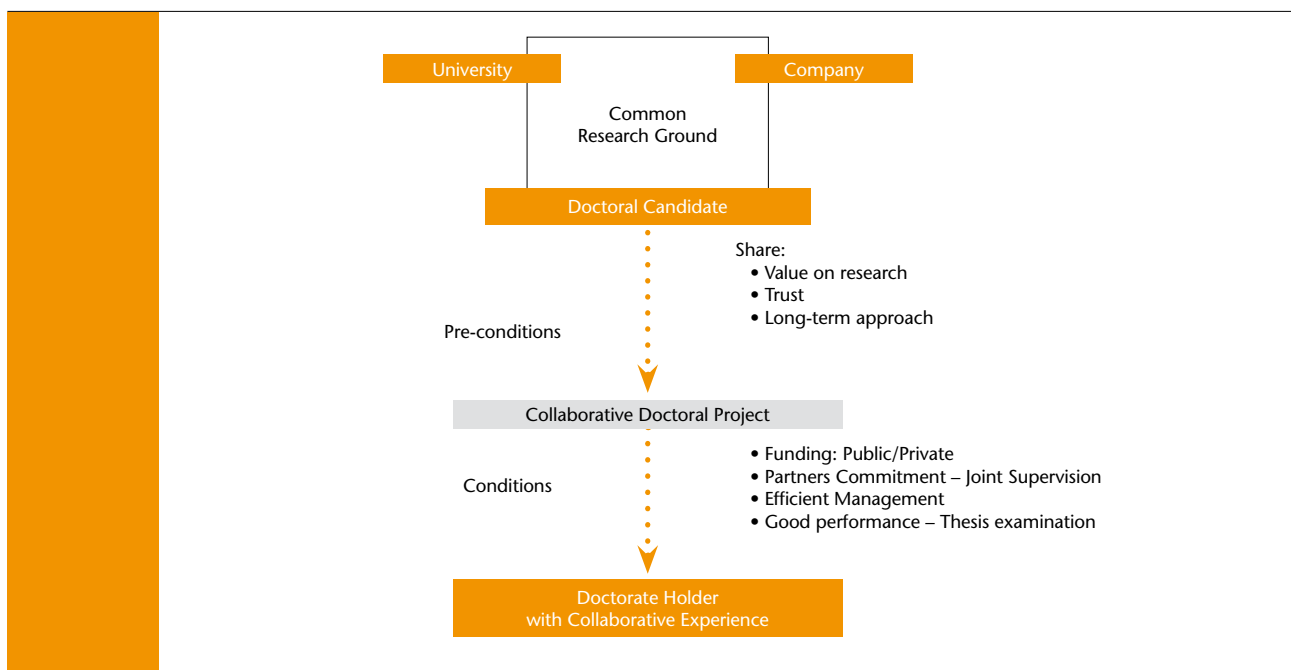 University
Company
Common
Research Ground
Doctoral Candidate
Share:
• Value on research
• Trust
• Long-term approach
Pre-conditions
Collaborative Doctoral Project
• Funding: Public/Private
• Partners Commitment – Joint Supervision
• Efficient Management
• Good performance – Thesis examination
Conditions
Doctorate Holder
with Collaborative Experience